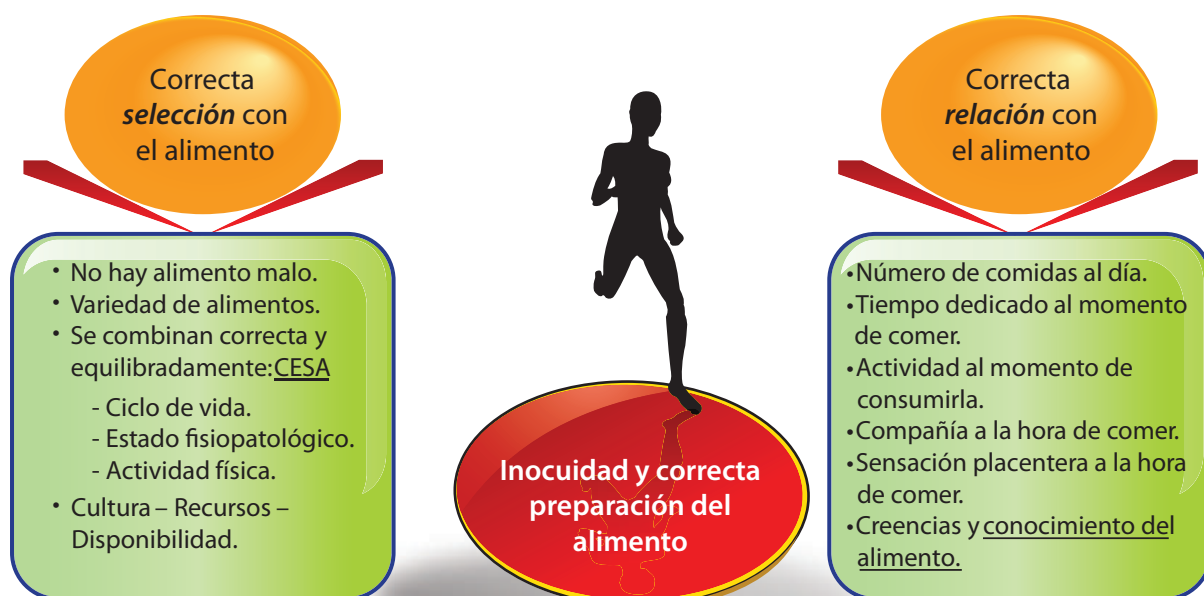 Correcta
selección con
el alimento
• No hay alimento malo.
• Variedad de alimentos.
• Se combinan correcta y
equilibradamente:CESA
- Ciclo de vida.
- Estado fisiopatológico.
- Actividad física.
• Cultura – Recursos –
Disponibilidad.
Inocuidad y correcta
preparación del
alimento
Correcta
relación con
el alimento
•Número de comidas al día.
•Tiempo dedicado al momento
de comer.
•Actividad al momento de
consumirla.
•Compañía a la hora de comer.
•Sensación placentera a la hora
de comer.
•Creencias y conocimiento del
alimento.